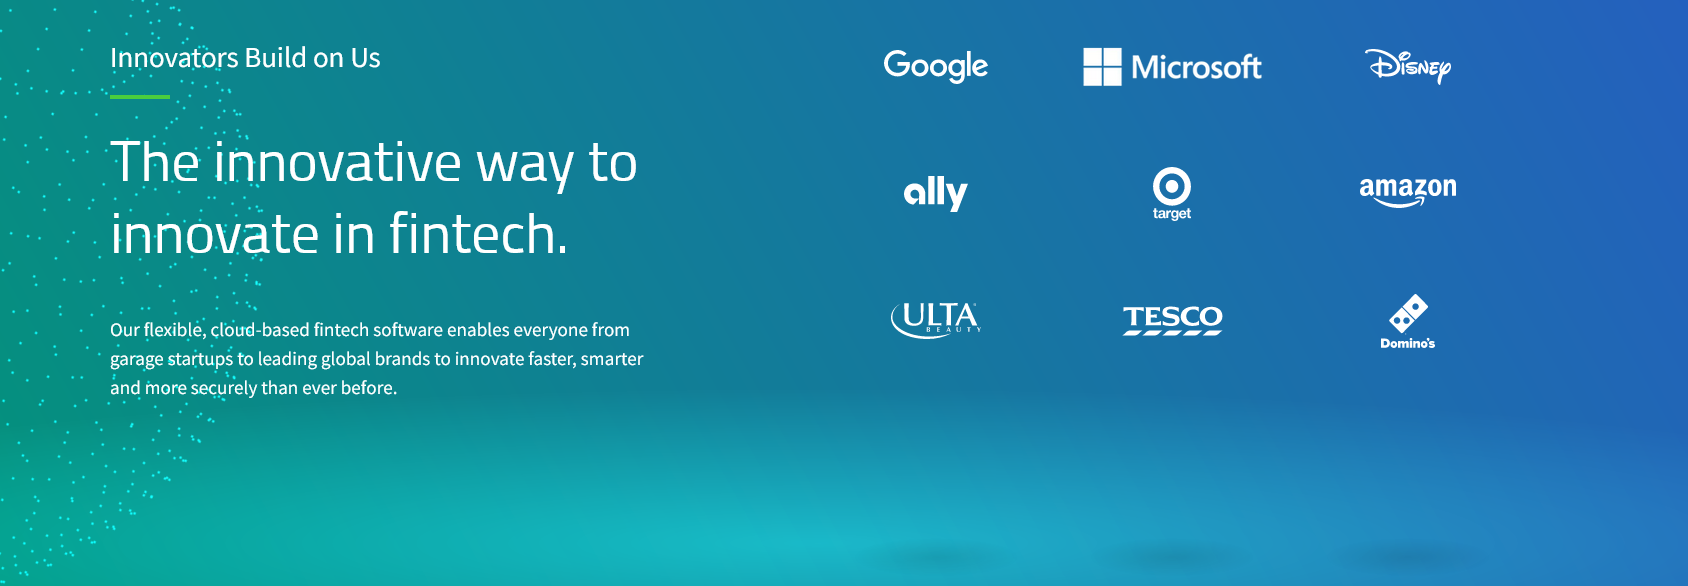 Innovators Build on Us
The innovative way to
innovate in fintech.
Our flexible, cloud-based fintech software enables everyone from
garage startups to leading global brands to innovate faster, smarter
and more securely than ever before.
Google
Microsoft
Disney
ally
target
amazon
ULTA
BEAUTY
TESCO
Domino's